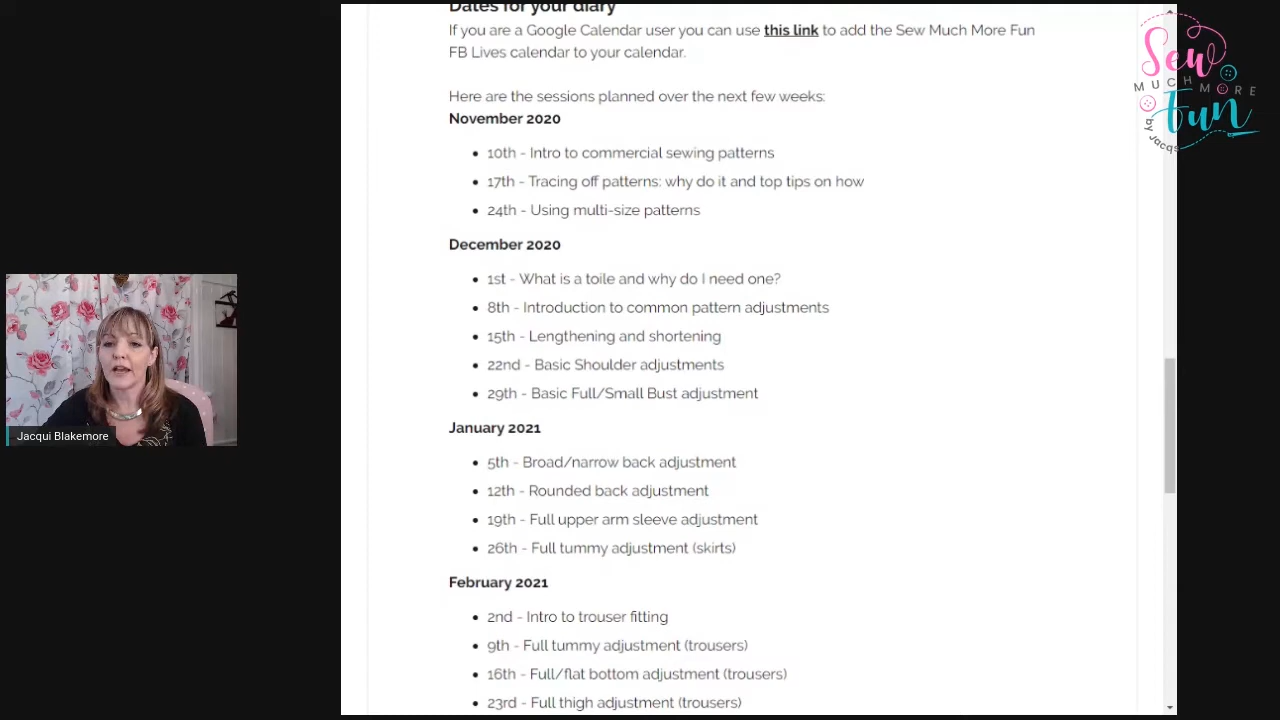 Dates for your diary
If you are a Google Calendar user you can use this link to add the Sew Much More Fun
FB Lives calendar to your calendar.
Here are the sessions planned over the next few weeks:
November 2020
10th - Intro to commercial sewing patterns
17th - Tracing off patterns: why do it and top tips on how
24th - Using multi-size patterns
December 2020
1st - What is a toile and why do I need one?
8th - Introduction to common pattern adjustments
15th - Lengthening and shortening
22nd - Basic Shoulder adjustments
29th - Basic Full/Small Bust adjustment
January 2021
5th - Broad/narrow back adjustment
12th - Rounded back adjustment
19th - Full upper arm sleeve adjustment
26th - Full tummy adjustment (skirts)
February 2021
2nd - Intro to trouser fitting
9th - Full tummy adjustment (trousers)
16th - Full/flat bottom adjustment (trousers)
23rd - Full thigh adjustment (trousers)
Sew
MUCH MORE
fun
by Jacqs
Jacqui Blakemore